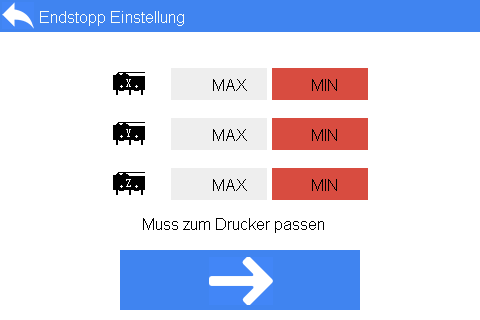 Endstopp Einstellung
X MAX MIN
Y MAX MIN
Z MAX MIN
Muss zum Drucker passen